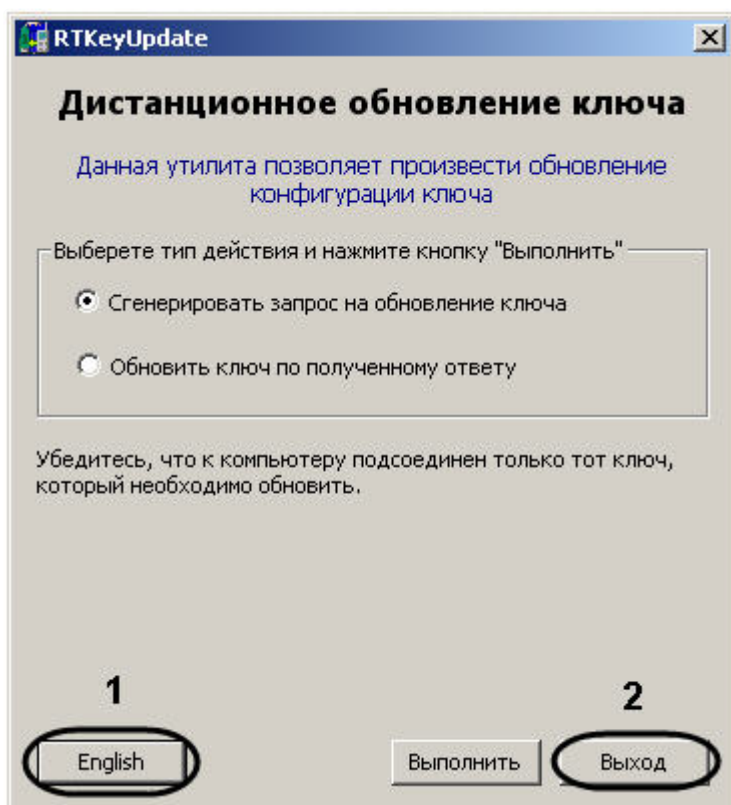 RTKeyUpdate
Дистанционное обновление ключа
Данная утилита позволяет произвести обновление
конфигурации ключа
Выберете тип действия и нажмите кнопку "Выполнить"
Сгенерировать запрос на обновление ключа
Обновить ключ по полученному ответу
Убедитесь, что к компьютеру подсоединен только тот ключ,
который необходимо обновить.
1
2
English
Выполнить
Выход